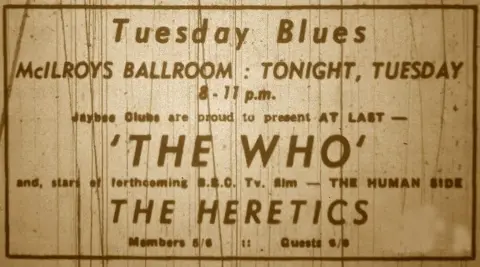 Tuesday Blues
McILROYS BALLROOM : TONIGHT, TUESDAY
8 - 11 p.m.
Jaybee Clubs are proud to present AT LAST —
'THE WHO'
and, stars of forthcoming B.B.C. Tv. film — THE HUMAN SIDE
THE HERETICS
Members 5/6 :: Guests 6/6